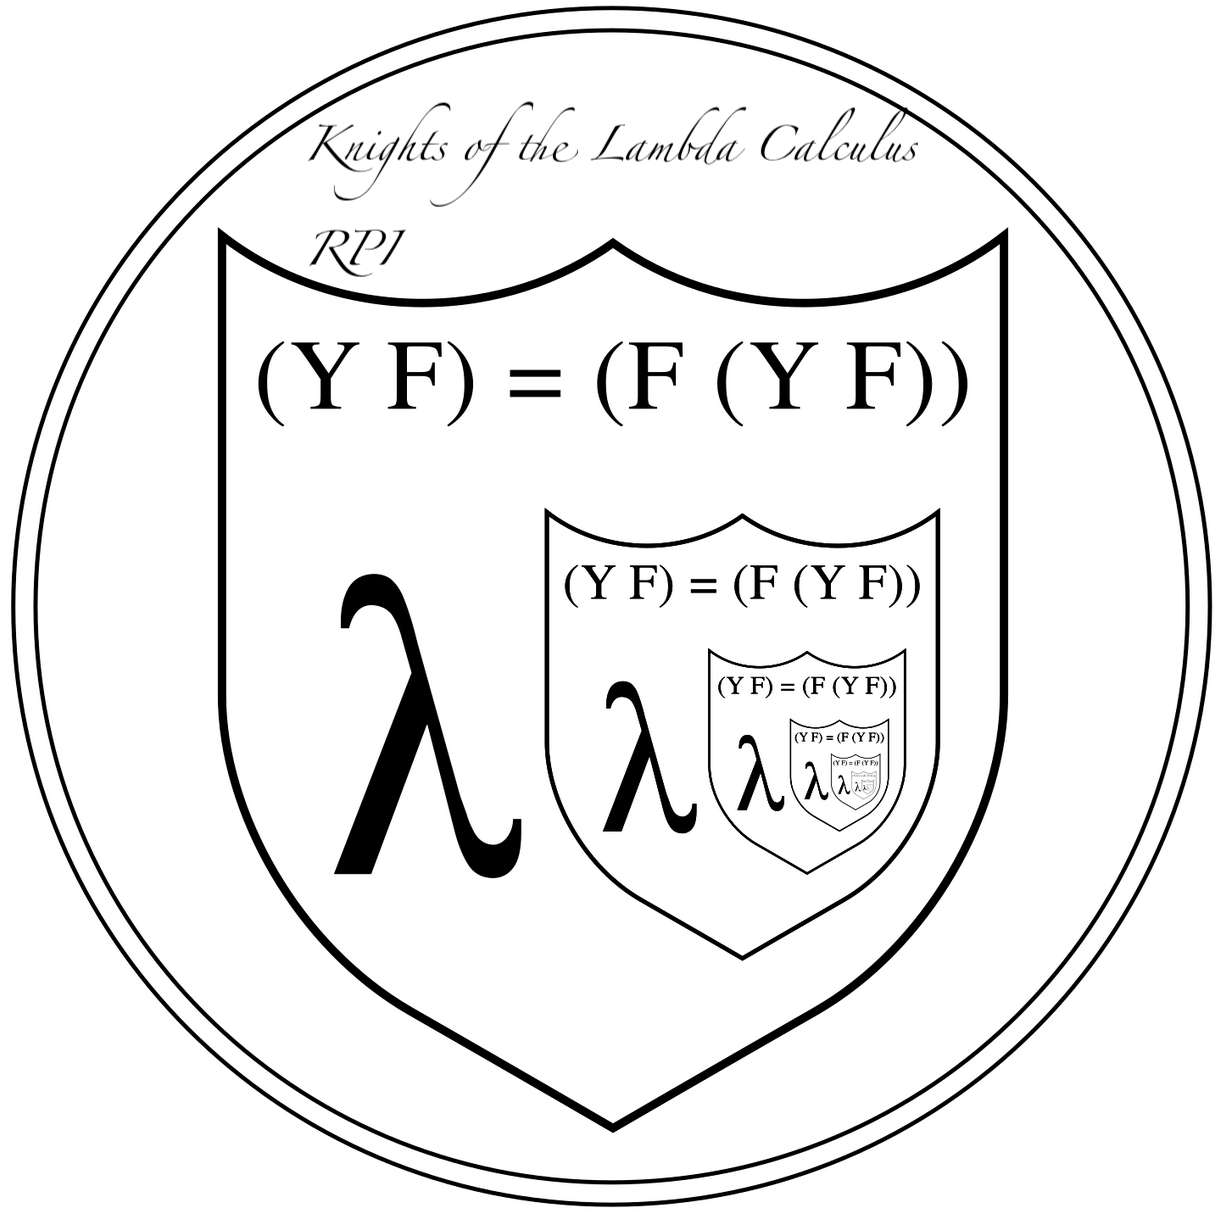 Knights of the Lambda Calculus
RPI
(Y F) = (F (Y F))
(Y F) = (F (Y F))
λ
λ
(Y F) = (F (Y F))
λ
(Y F) = (F (Y F))
λ
(Y F) = (F (Y F))
λ
λ